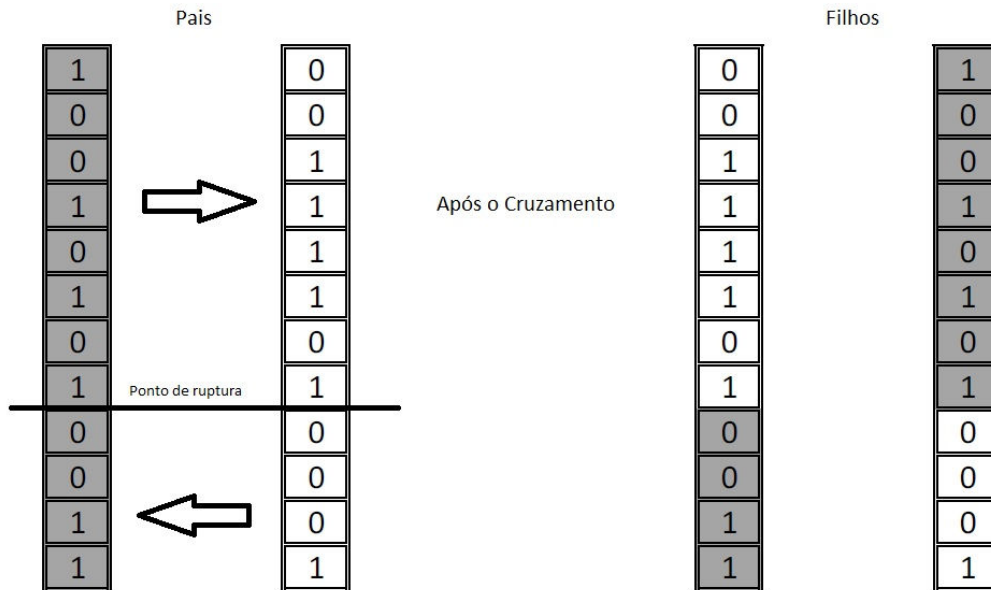 Pais Filhos
1 0 0 1
0 0 0 0
0 1 1 0
1 1 Após o Cruzamento 1 1
0 1 1 0
1 1 1 1
0 0 0 0
1 Ponto de ruptura 1 1 1
0 0 0 0
0 0 0 0
1 0 1 0
1 1 1 1